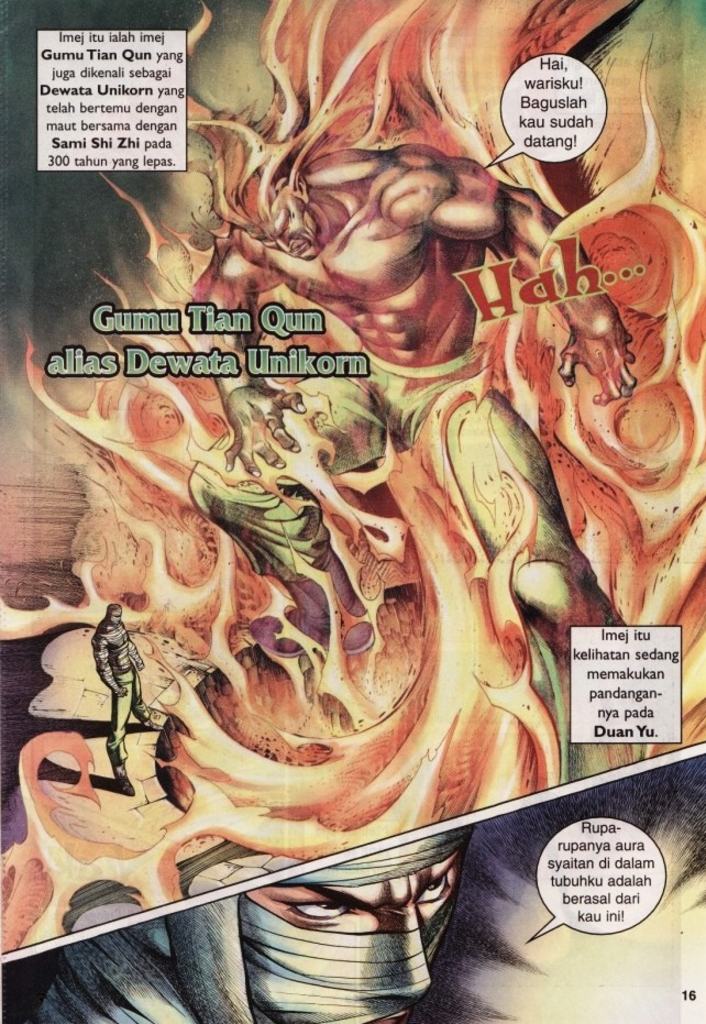 Imej itu ialah imej
Gumu Tian Qun yang
juga dikenali sebagai
Dewata Unikorn yang
telah bertemu dengan
maut bersama dengan
Sami Shi Zhi pada
300 tahun yang lepas.
Hai,
warisku!
Baguslah
kau sudah
datang!
Hah...
Gumu Tian Qun
alias Dewata Unikorn
Imej itu
kelihatan sedang
memakukan
pandangan-
nya pada
Duan Yu.
Rupa-
rupanya aura
syaitan di dalam
tubuhku adalah
berasal dari
kau ini!
16